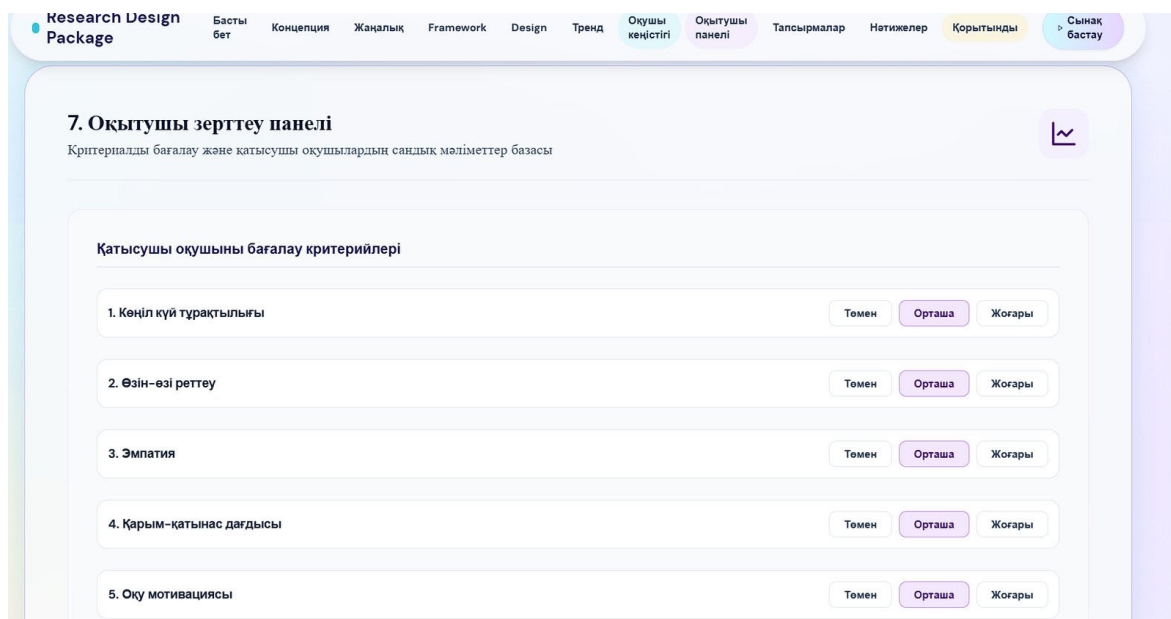 Research Design Package
Басты бет
Концепция
Жаңалық
Framework
Design
Тренд
Оқушы кеңістігі
Оқытушы панелі
Тапсырмалар
Нәтижелер
Қорытынды
Сынақ бастау
7. Оқытушы зерттеу панелі
Критериалды бағалау және қатысушы оқушылардың сандық мәліметтер базасы
Қатысушы оқушыны бағалау критерийлері
1. Көңіл күй тұрақтылығы Төмен Орташа Жоғары
2. Өзін-өзі реттеу Төмен Орташа Жоғары
3. Эмпатия Төмен Орташа Жоғары
4. Қарым-қатынас дағдысы Төмен Орташа Жоғары
5. Оқу мотивациясы Төмен Орташа Жоғары